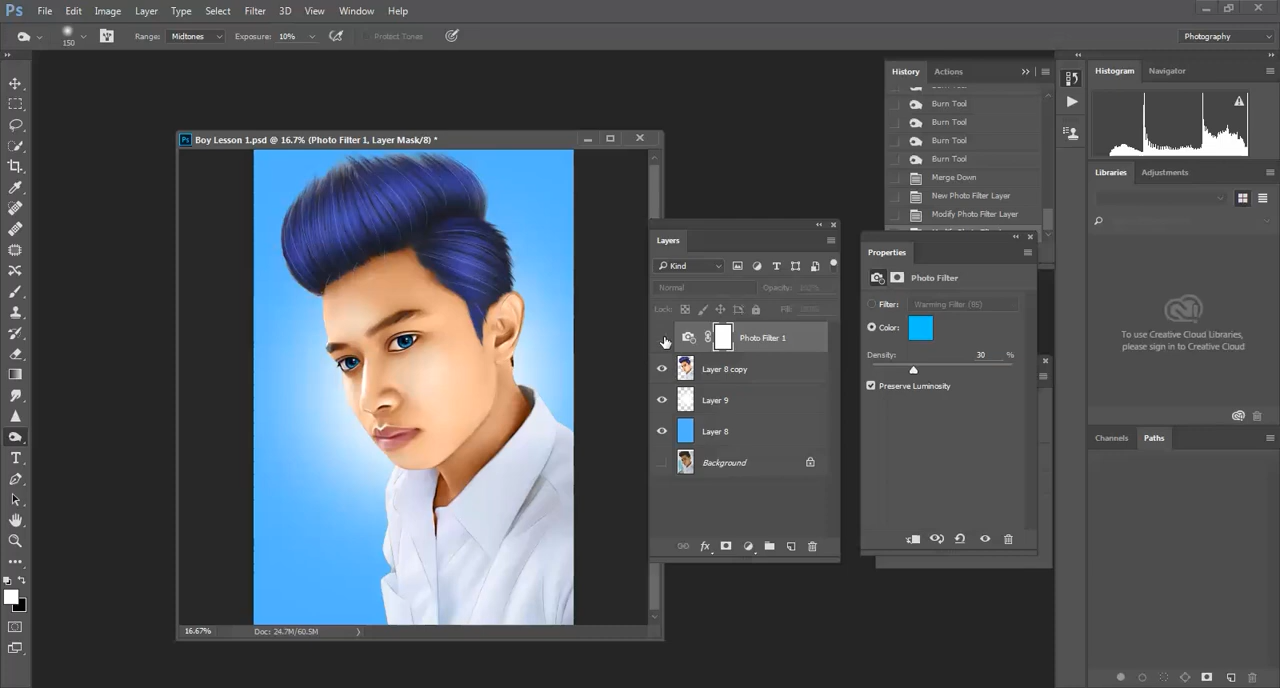 Ps File Edit Image Layer Type Select Filter 3D View Window Help
150 Range: Midtones Exposure: 10% Protect Tones Photography
History Actions
Burn Tool
Burn Tool
Burn Tool
Burn Tool
Merge Down
New Photo Filter Layer
Modify Photo Filter Layer
Histogram Navigator
Libraries Adjustments
To use Creative Cloud Libraries,
please sign in to Creative Cloud
Channels Paths
Ps Boy Lesson 1.psd @ 16.7% (Photo Filter 1, Layer Mask/8) *
16.67% Doc: 24.7M/60.5M
Layers
Kind
Normal Opacity:
Lock: Fill:
Photo Filter 1
Layer 8 copy
Layer 9
Layer 8
Background
fx
Properties
Photo Filter
Filter: Warming Filter (85)
Color:
Density: 30 %
Preserve Luminosity